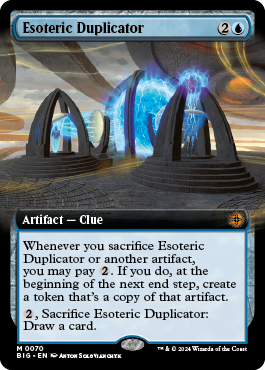 Esoteric Duplicator 2
Artifact — Clue
Whenever you sacrifice Esoteric
Duplicator or another artifact,
you may pay 2. If you do, at the
beginning of the next end step, create
a token that's a copy of that artifact.
2, Sacrifice Esoteric Duplicator:
Draw a card.
M 0070
BIG • EN Anton Solovianchyk
™ & © 2024 Wizards of the Coast